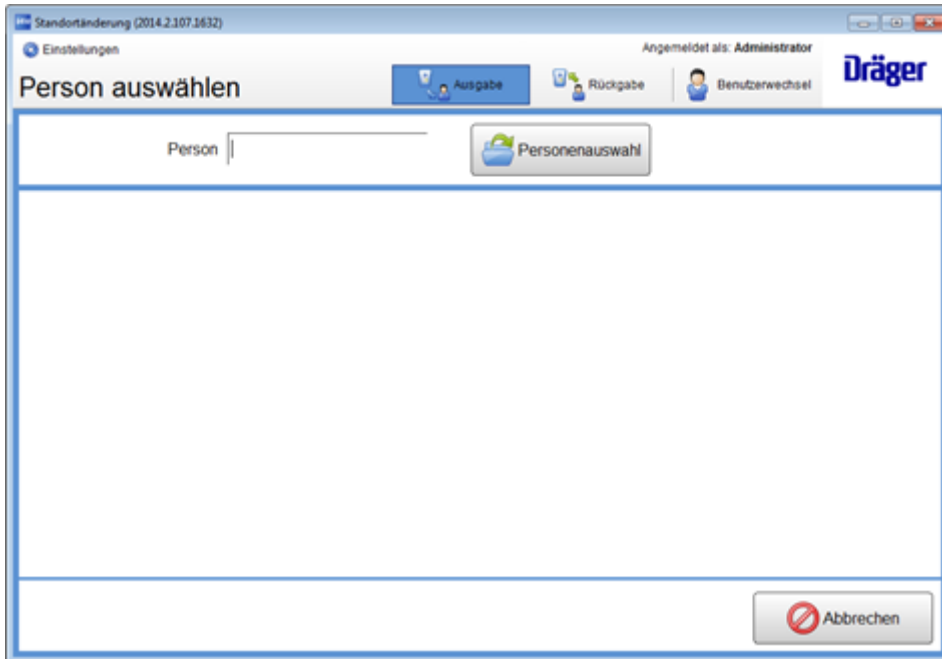 Standortänderung (2014.2.107.1632)
Einstellungen
Angemeldet als: Administrator
Person auswählen
Ausgabe
Rückgabe
Benutzerwechsel
Dräger
Person
Personenauswahl
Abbrechen